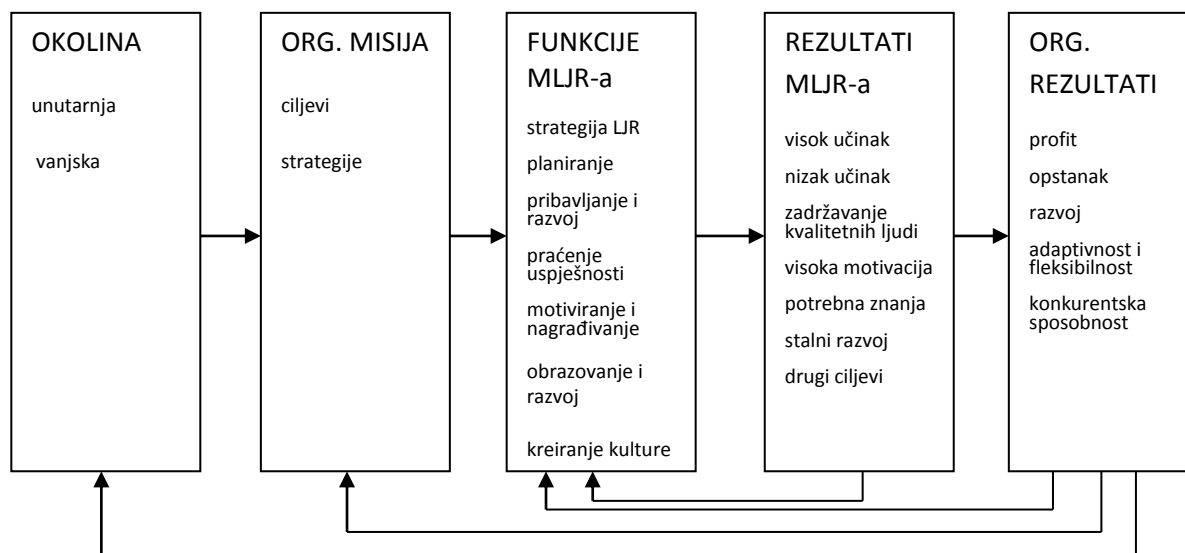 OKOLINA
unutarnja
vanjska
ORG. MISIJA
ciljevi
strategije
FUNKCIJE
MLJR-a
strategija LJR
planiranje
pribavljanje i
razvoj
praćenje
uspješnosti
motiviranje i
nagrađivanje
obrazovanje i
razvoj
kreiranje kulture
REZULTATI
MLJR-a
visok učinak
nizak učinak
zadržavanje
kvalitetnih ljudi
visoka motivacija
potrebna znanja
stalni razvoj
drugi ciljevi
ORG.
REZULTATI
profit
opstanak
razvoj
adaptivnost i
fleksibilnost
konkurentska
sposobnost